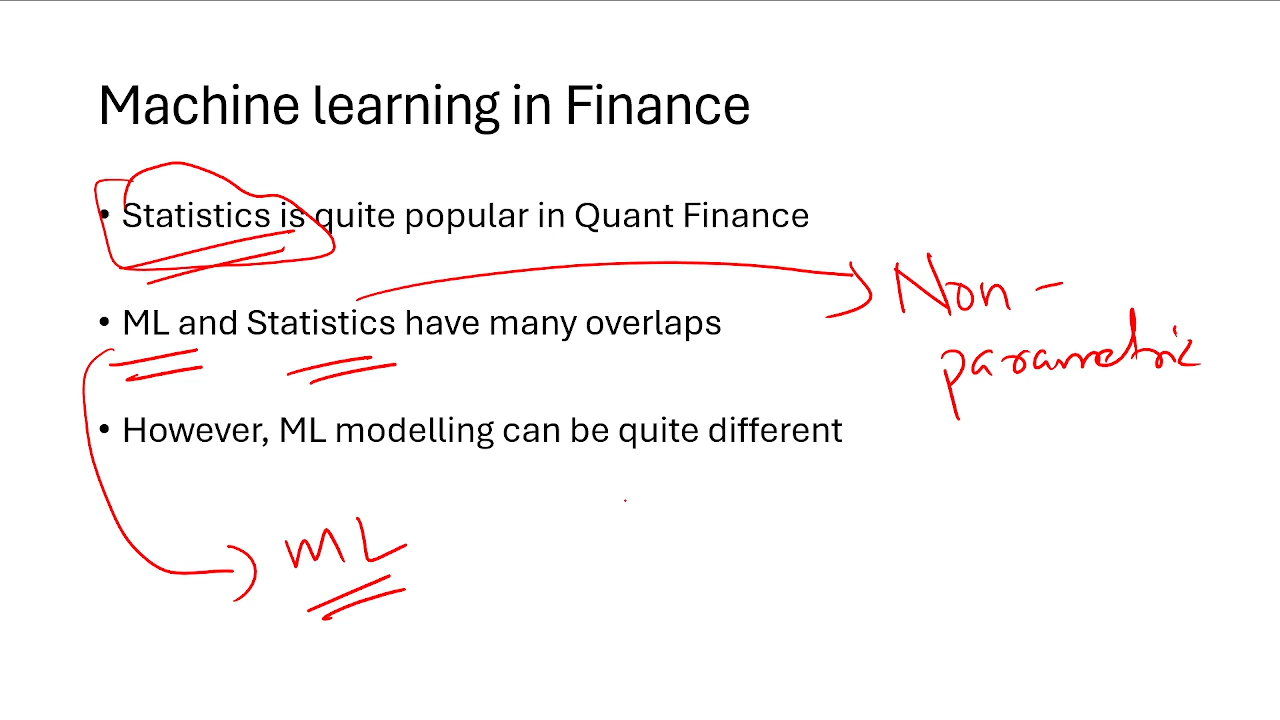 Machine learning in Finance
• Statistics is quite popular in Quant Finance
Non -
parametric
• ML and Statistics have many overlaps
• However, ML modelling can be quite different
ML